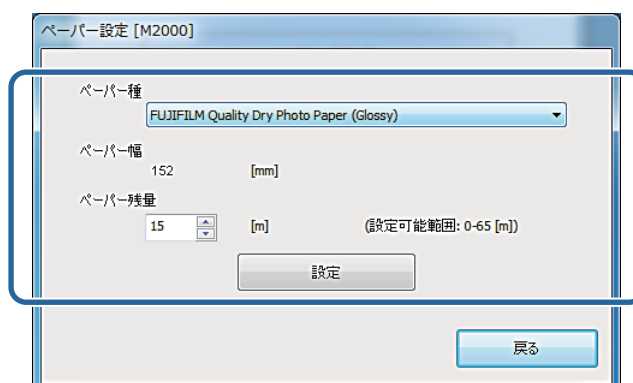 ペーパー設定 [M2000]
ペーパー種
FUJIFILM Quality Dry Photo Paper (Glossy)
ペーパー幅
152 [mm]
ペーパー残量
15 [m] (設定可能範囲: 0-65 [m])
設定
戻る